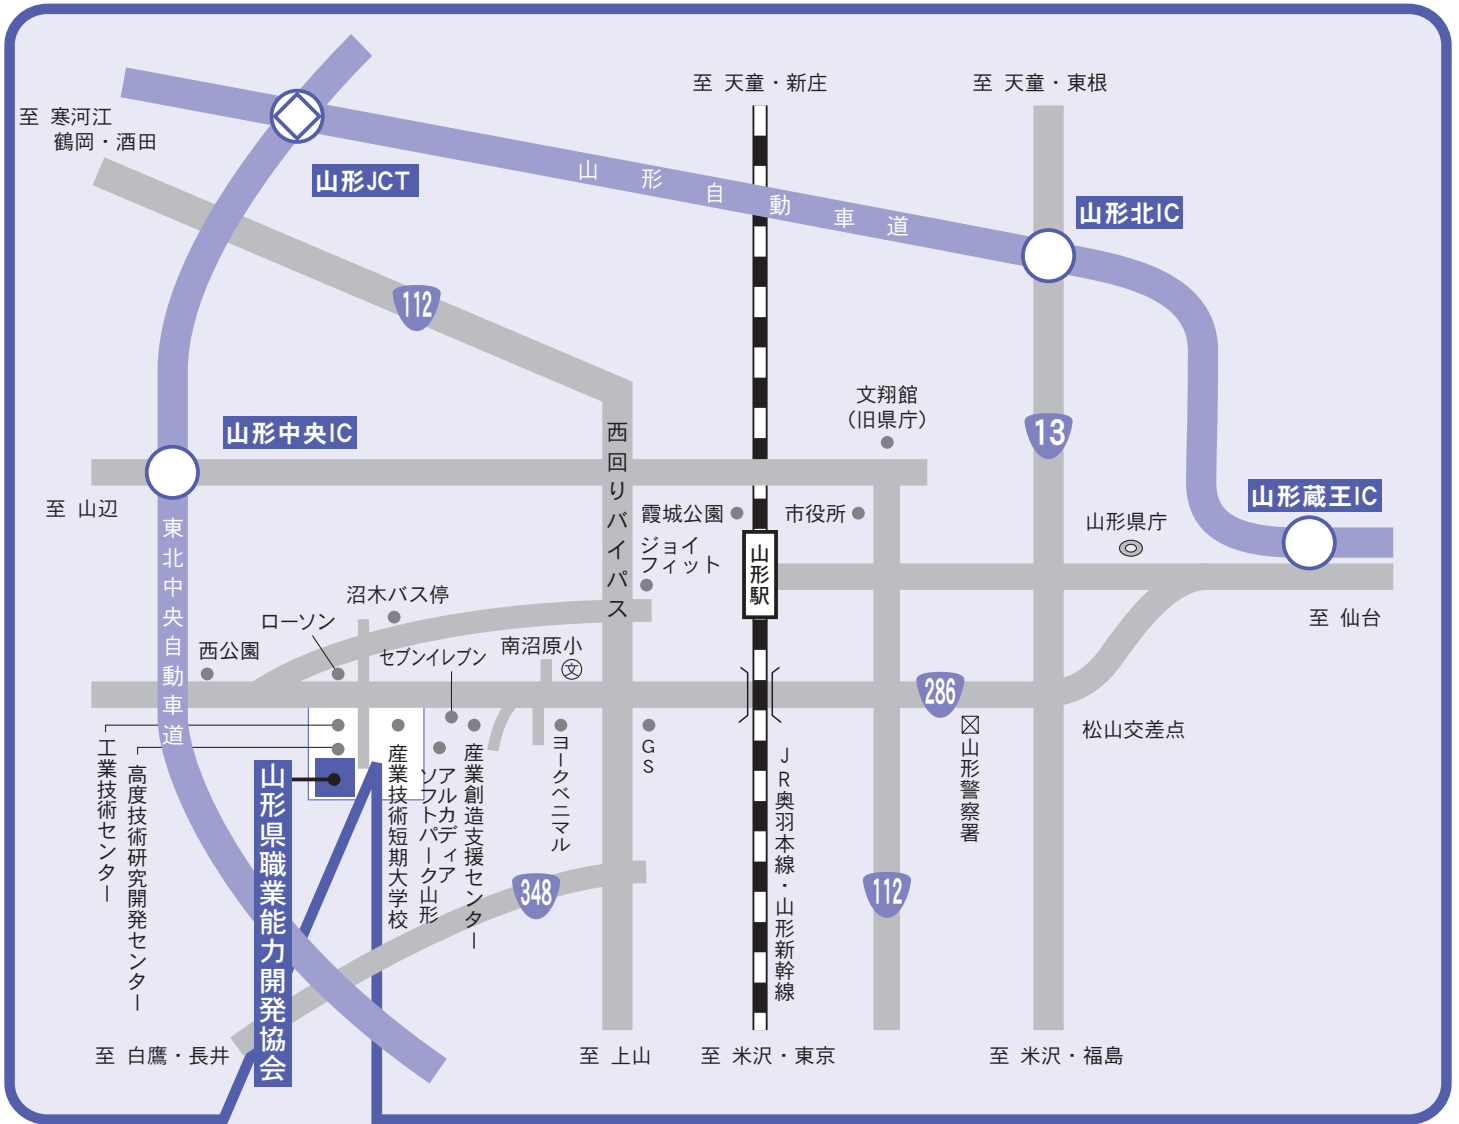 至 天童・新庄
至 天童・東根
至 寒河江
鶴岡・酒田
山形JCT
山形自動車道
山形北IC
112
文翔館
(旧県庁)
13
山形中央IC
西回りバイパス
至 山辺
霞城公園
市役所
山形蔵王IC
山形県庁
ジョイ
フィット
山形駅
東北中央自動車道
沼木バス停
ローソン
至 仙台
西公園
セブンイレブン
南沼原小
文
286
松山交差点
工業技術センター
高度技術研究開発センター
山形県職業能力開発協会
産業技術短期大学校
アルカディア
ソフトパーク山形
産業創造支援センター
ヨークベニマル
GS
JR奥羽本線・山形新幹線
山形警察署
348
112
至 白鷹・長井
至 上山
至 米沢・東京
至 米沢・福島